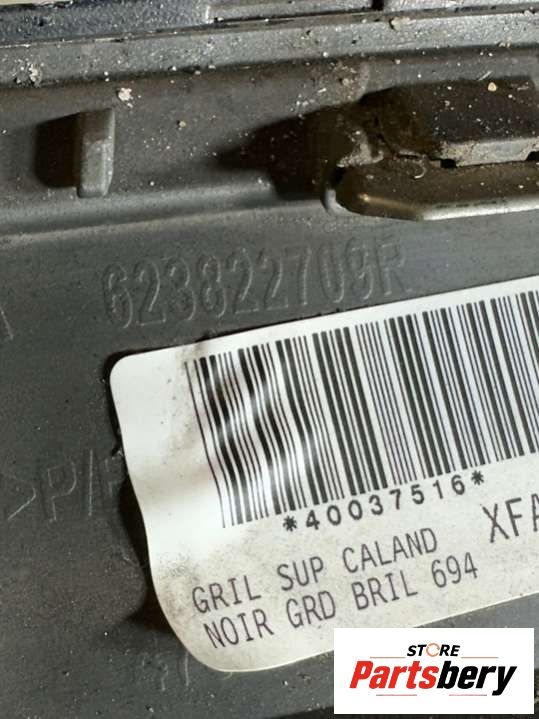 623822709R
>P/
*40037516*
XFA
GRIL SUP CALAND
NOIR GRD BRIL 694
STORE
Partsbery